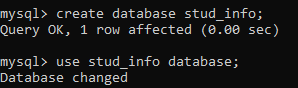 mysql> create database stud_info;
Query OK, 1 row affected (0.00 sec)
mysql> use stud_info database;
Database changed